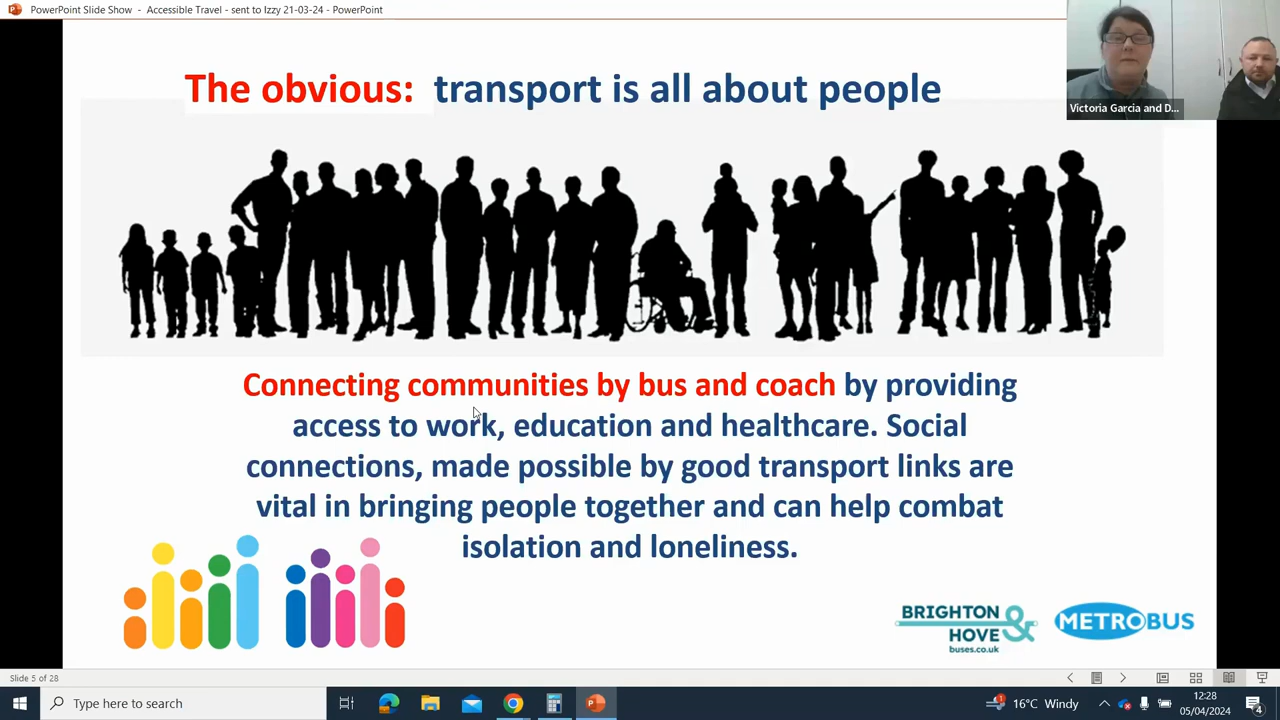 PowerPoint Slide Show - Accessible Travel - sent to Izzy 21-03-24 - PowerPoint
Victoria Garcia and D...
The obvious: transport is all about people
Connecting communities by bus and coach by providing
access to work, education and healthcare. Social
connections, made possible by good transport links are
vital in bringing people together and can help combat
isolation and loneliness.
BRIGHTON
& HOVE
buses.co.uk
METROBUS
Slide 5 of 28
Type here to search
1
16°C Windy
12:28
05/04/2024
4